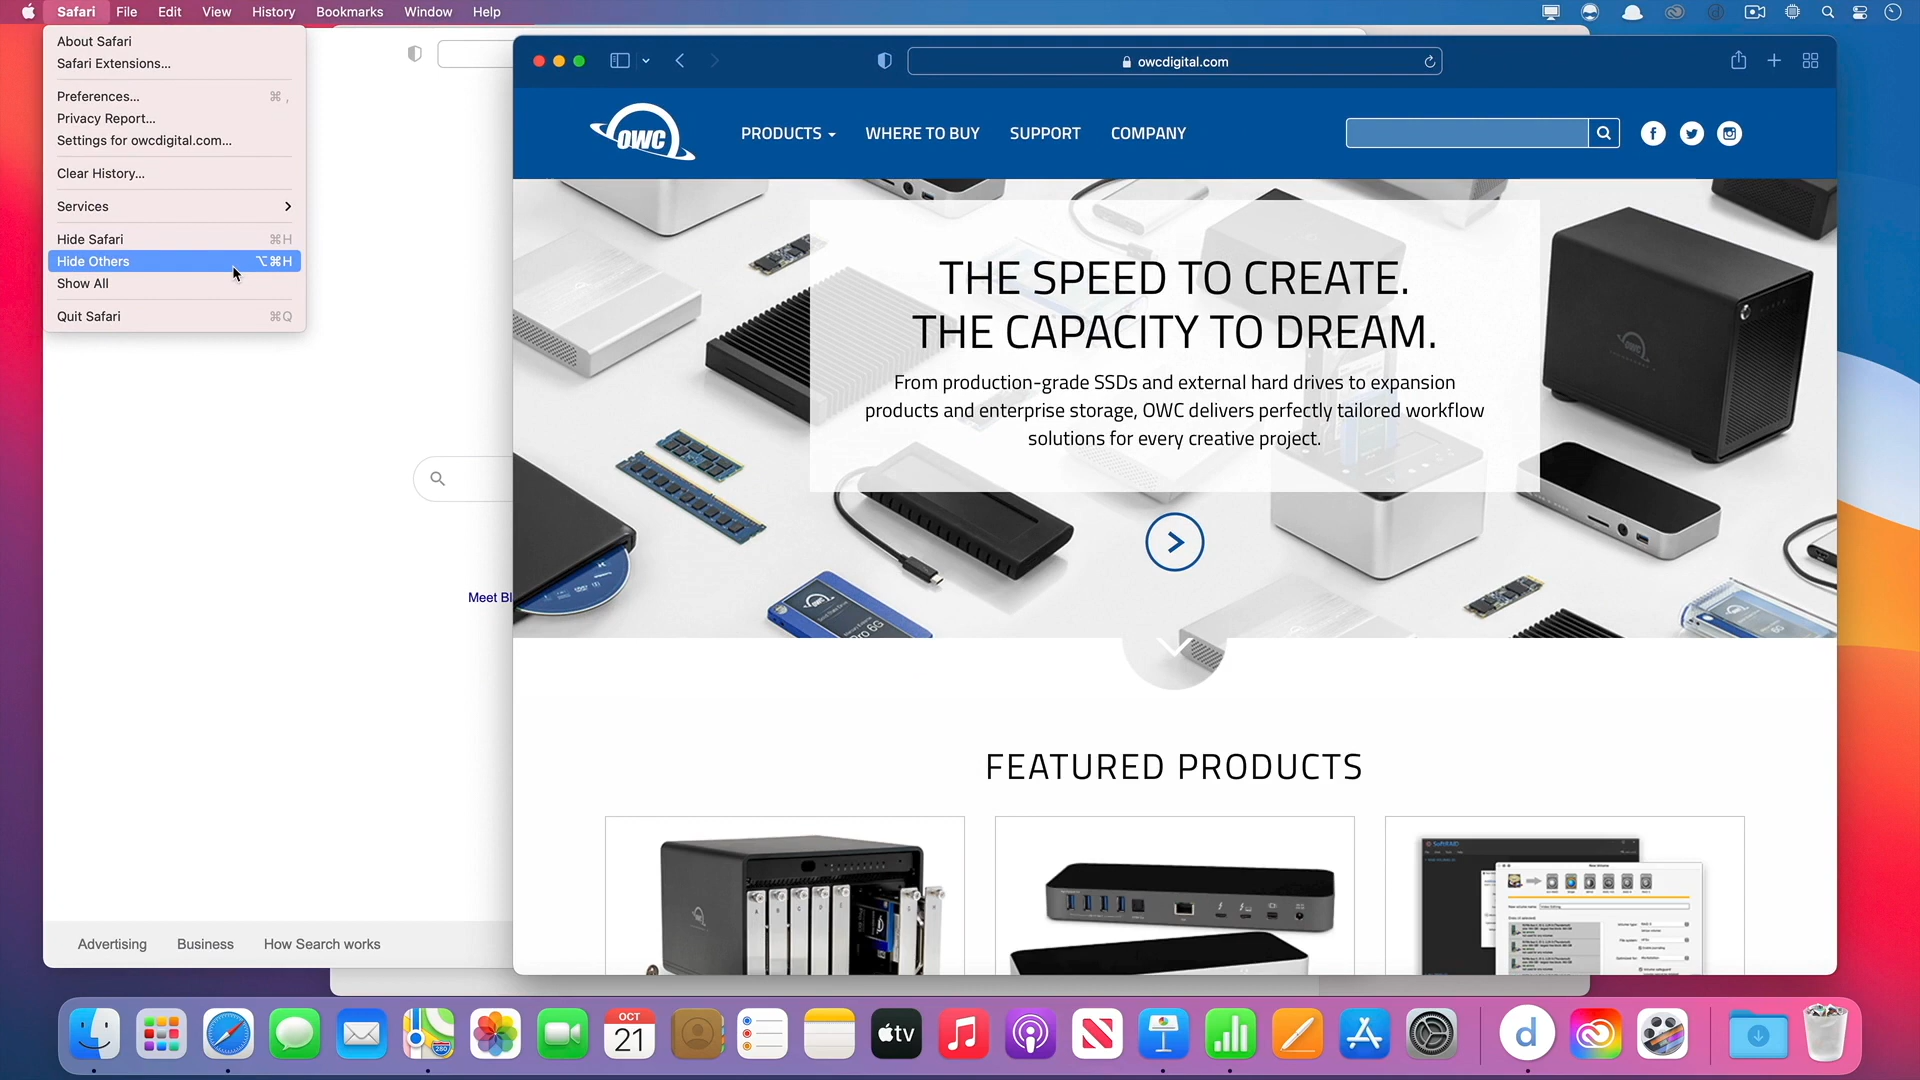 Safari File Edit View History Bookmarks Window Help
About Safari
Safari Extensions...
Preferences... ⌘ ,
Privacy Report...
Settings for owcdigital.com...
Clear History...
Services
Hide Safari ⌘H
Hide Others ⌥⌘H
Show All
Quit Safari ⌘Q
owcdigital.com
OWC
PRODUCTS WHERE TO BUY SUPPORT COMPANY
THE SPEED TO CREATE.
THE CAPACITY TO DREAM.
From production-grade SSDs and external hard drives to expansion
products and enterprise storage, OWC delivers perfectly tailored workflow
solutions for every creative project.
Meet Bl
FEATURED PRODUCTS
Advertising Business How Search works
OCT
21
tv
280
d